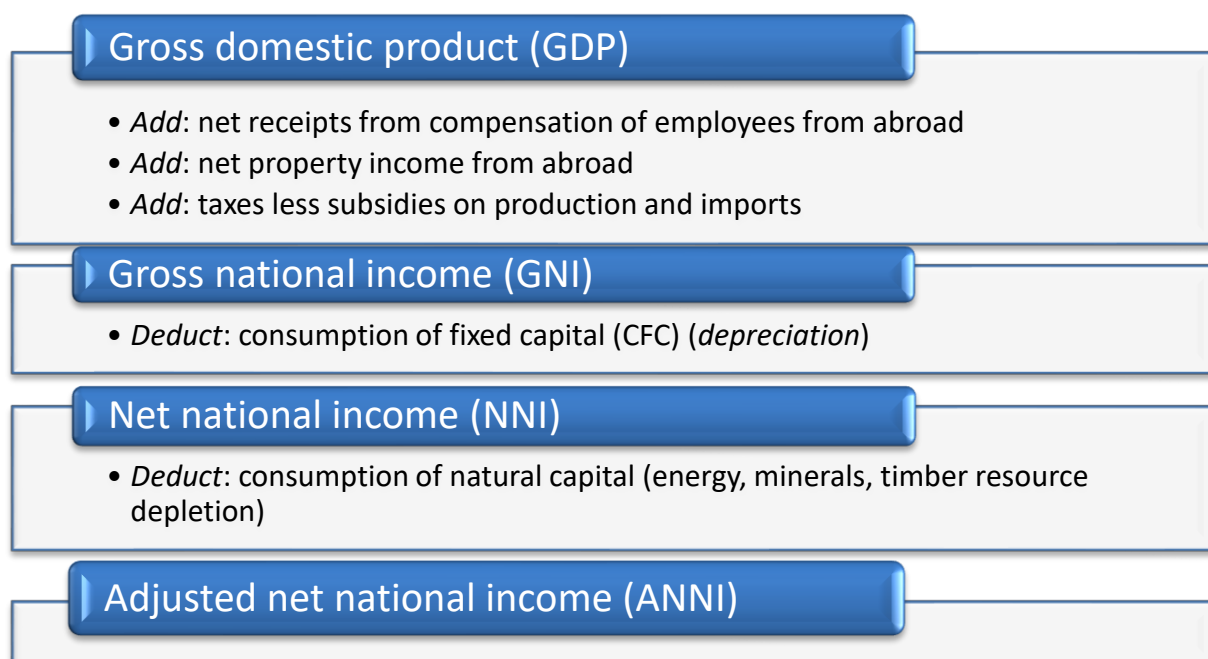 Gross domestic product (GDP)
• Add: net receipts from compensation of employees from abroad
• Add: net property income from abroad
• Add: taxes less subsidies on production and imports
Gross national income (GNI)
• Deduct: consumption of fixed capital (CFC) (depreciation)
Net national income (NNI)
• Deduct: consumption of natural capital (energy, minerals, timber resource
depletion)
Adjusted net national income (ANNI)